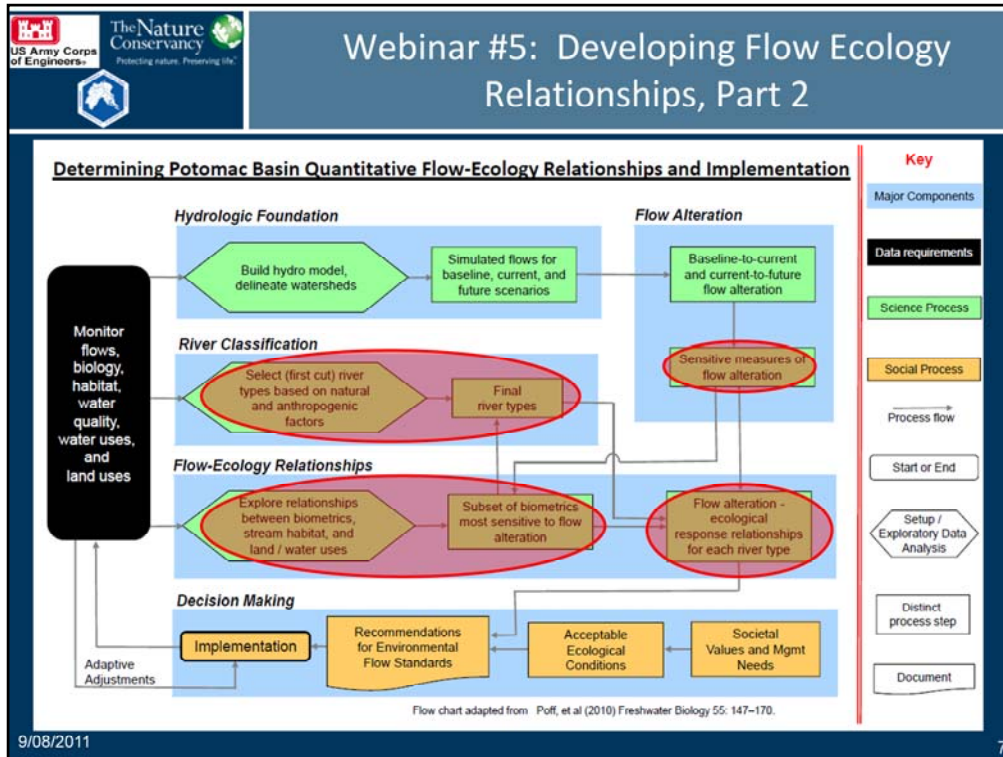 US Army Corps
of Engineers®
The Nature
Conservancy
Protecting nature. Preserving life.®
Webinar #5: Developing Flow Ecology
Relationships, Part 2
Determining Potomac Basin Quantitative Flow-Ecology Relationships and Implementation
Hydrologic Foundation
Build hydro model,
delineate watersheds
Simulated flows for
baseline, current, and
future scenarios
Flow Alteration
Baseline-to-current
and current-to-future
flow alteration
Sensitive measures of
flow alteration
Monitor
flows,
biology,
habitat,
water
quality,
water uses,
and
land uses
River Classification
Select (first cut) river
types based on natural
and anthropogenic
factors
Final
river types
Flow-Ecology Relationships
Explore relationships
between biometrics,
stream habitat, and
land / water uses
Subset of biometrics
most sensitive to flow
alteration
Flow alteration -
ecological
response relationships
for each river type
Decision Making
Implementation
Recommendations
for Environmental
Flow Standards
Acceptable
Ecological
Conditions
Societal
Values and Mgmt
Needs
Adaptive
Adjustments
Flow chart adapted from Poff, et al (2010) Freshwater Biology 55: 147–170.
Key
Major Components
Data requirements
Science Process
Social Process
Process flow
Start or End
Setup /
Exploratory Data
Analysis
Distinct
process step
Document
9/08/2011
7